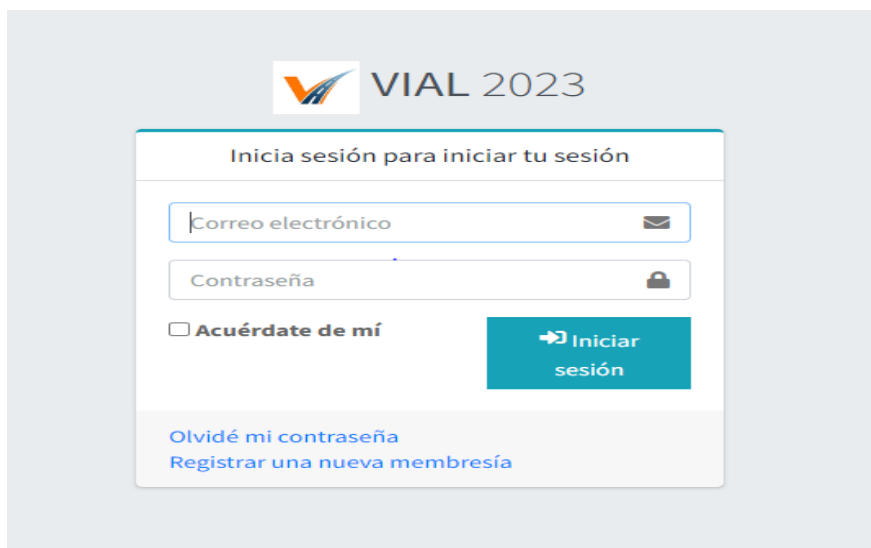 VIAL 2023
Inicia sesión para iniciar tu sesión
Correo electrónico
Contraseña
Acuérdate de mí
Iniciar
sesión
Olvidé mi contraseña
Registrar una nueva membresía